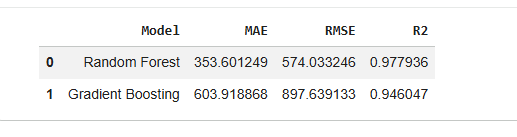 Model MAE RMSE R2
0 Random Forest 353.601249 574.033246 0.977936
1 Gradient Boosting 603.918868 897.639133 0.946047